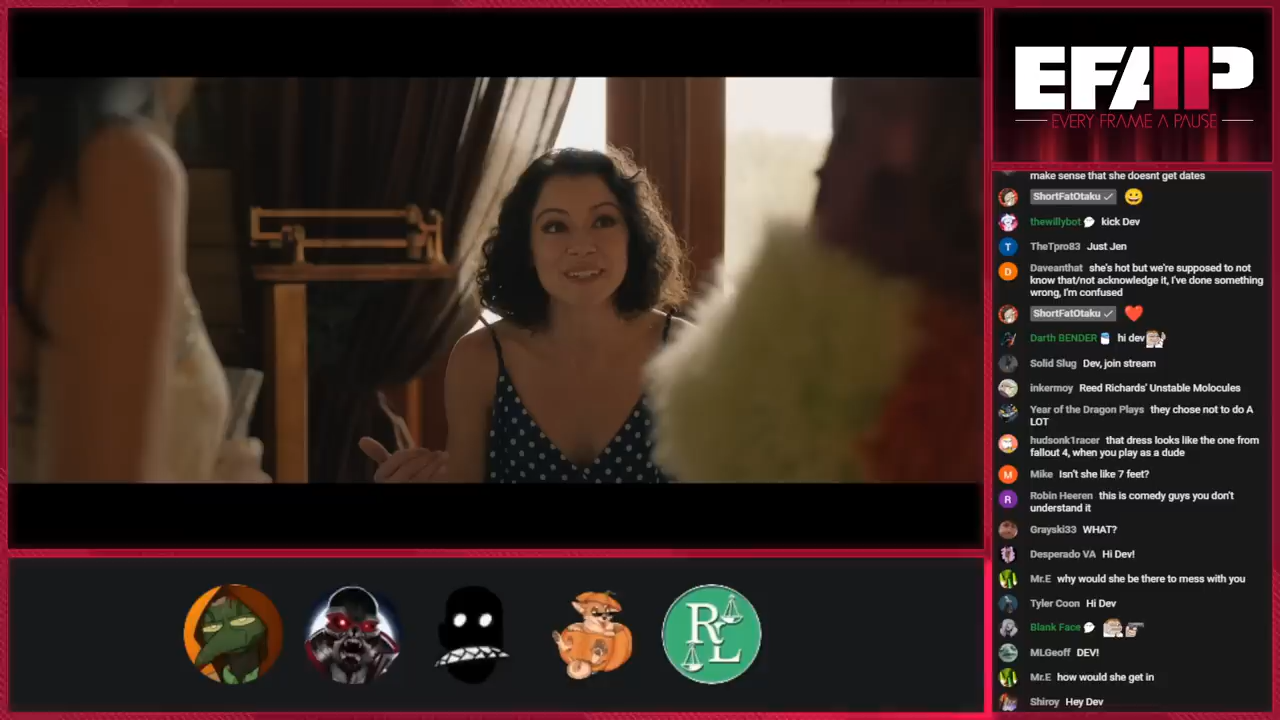 EFAP
EVERY FRAME A PAUSE
make sense that she doesnt get dates
ShortFatOtaku
thewillybot kick Dev
T TheTpro83 Just Jen
D Daveanthat she's hot but we're supposed to not
know that/not acknowledge it, I've done something
wrong, I'm confused
ShortFatOtaku
Darth BENDER hi dev
Solid Slug Dev, join stream
inkermoy Reed Richards' Unstable Molocules
Year of the Dragon Plays they chose not to do A
LOT
hudsonk1racer that dress looks like the one from
fallout 4, when you play as a dude
M Mike Isn't she like 7 feet?
R Robin Heeren this is comedy guys you don't
understand it
Grayski33 WHAT?
Desperado VA Hi Dev!
Mr.E why would she be there to mess with you
Tyler Coon Hi Dev
Blank Face
MLGeoff DEV!
Mr.E how would she get in
Shiroy Hey Dev
RL